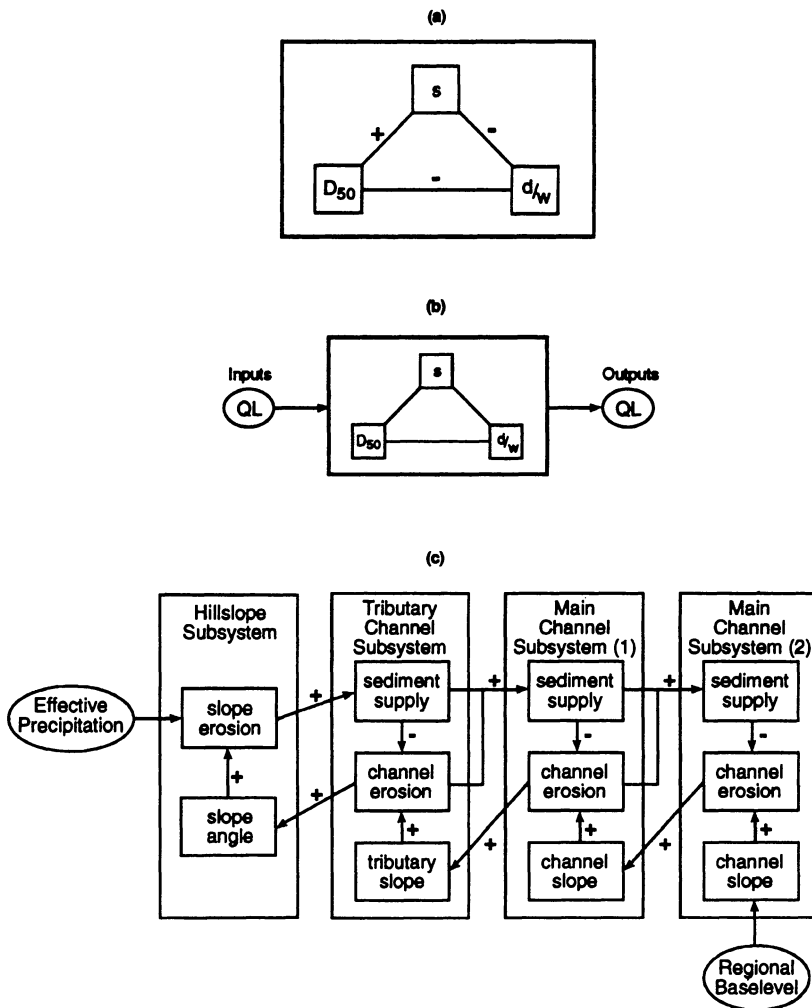 (a)
s
+
-
D50
-
d/w
(b)
Inputs
Outputs
QL
s
QL
D50
d/w
(c)
Hillslope
Subsystem
Tributary
Channel
Subsystem
Main
Channel
Subsystem (1)
Main
Channel
Subsystem (2)
Effective
Precipitation
slope
erosion
+
sediment
supply
+
sediment
supply
+
sediment
supply
+
-
-
-
slope
angle
+
channel
erosion
channel
erosion
channel
erosion
+
+
+
+
+
tributary
slope
channel
slope
channel
slope
Regional
Baselevel